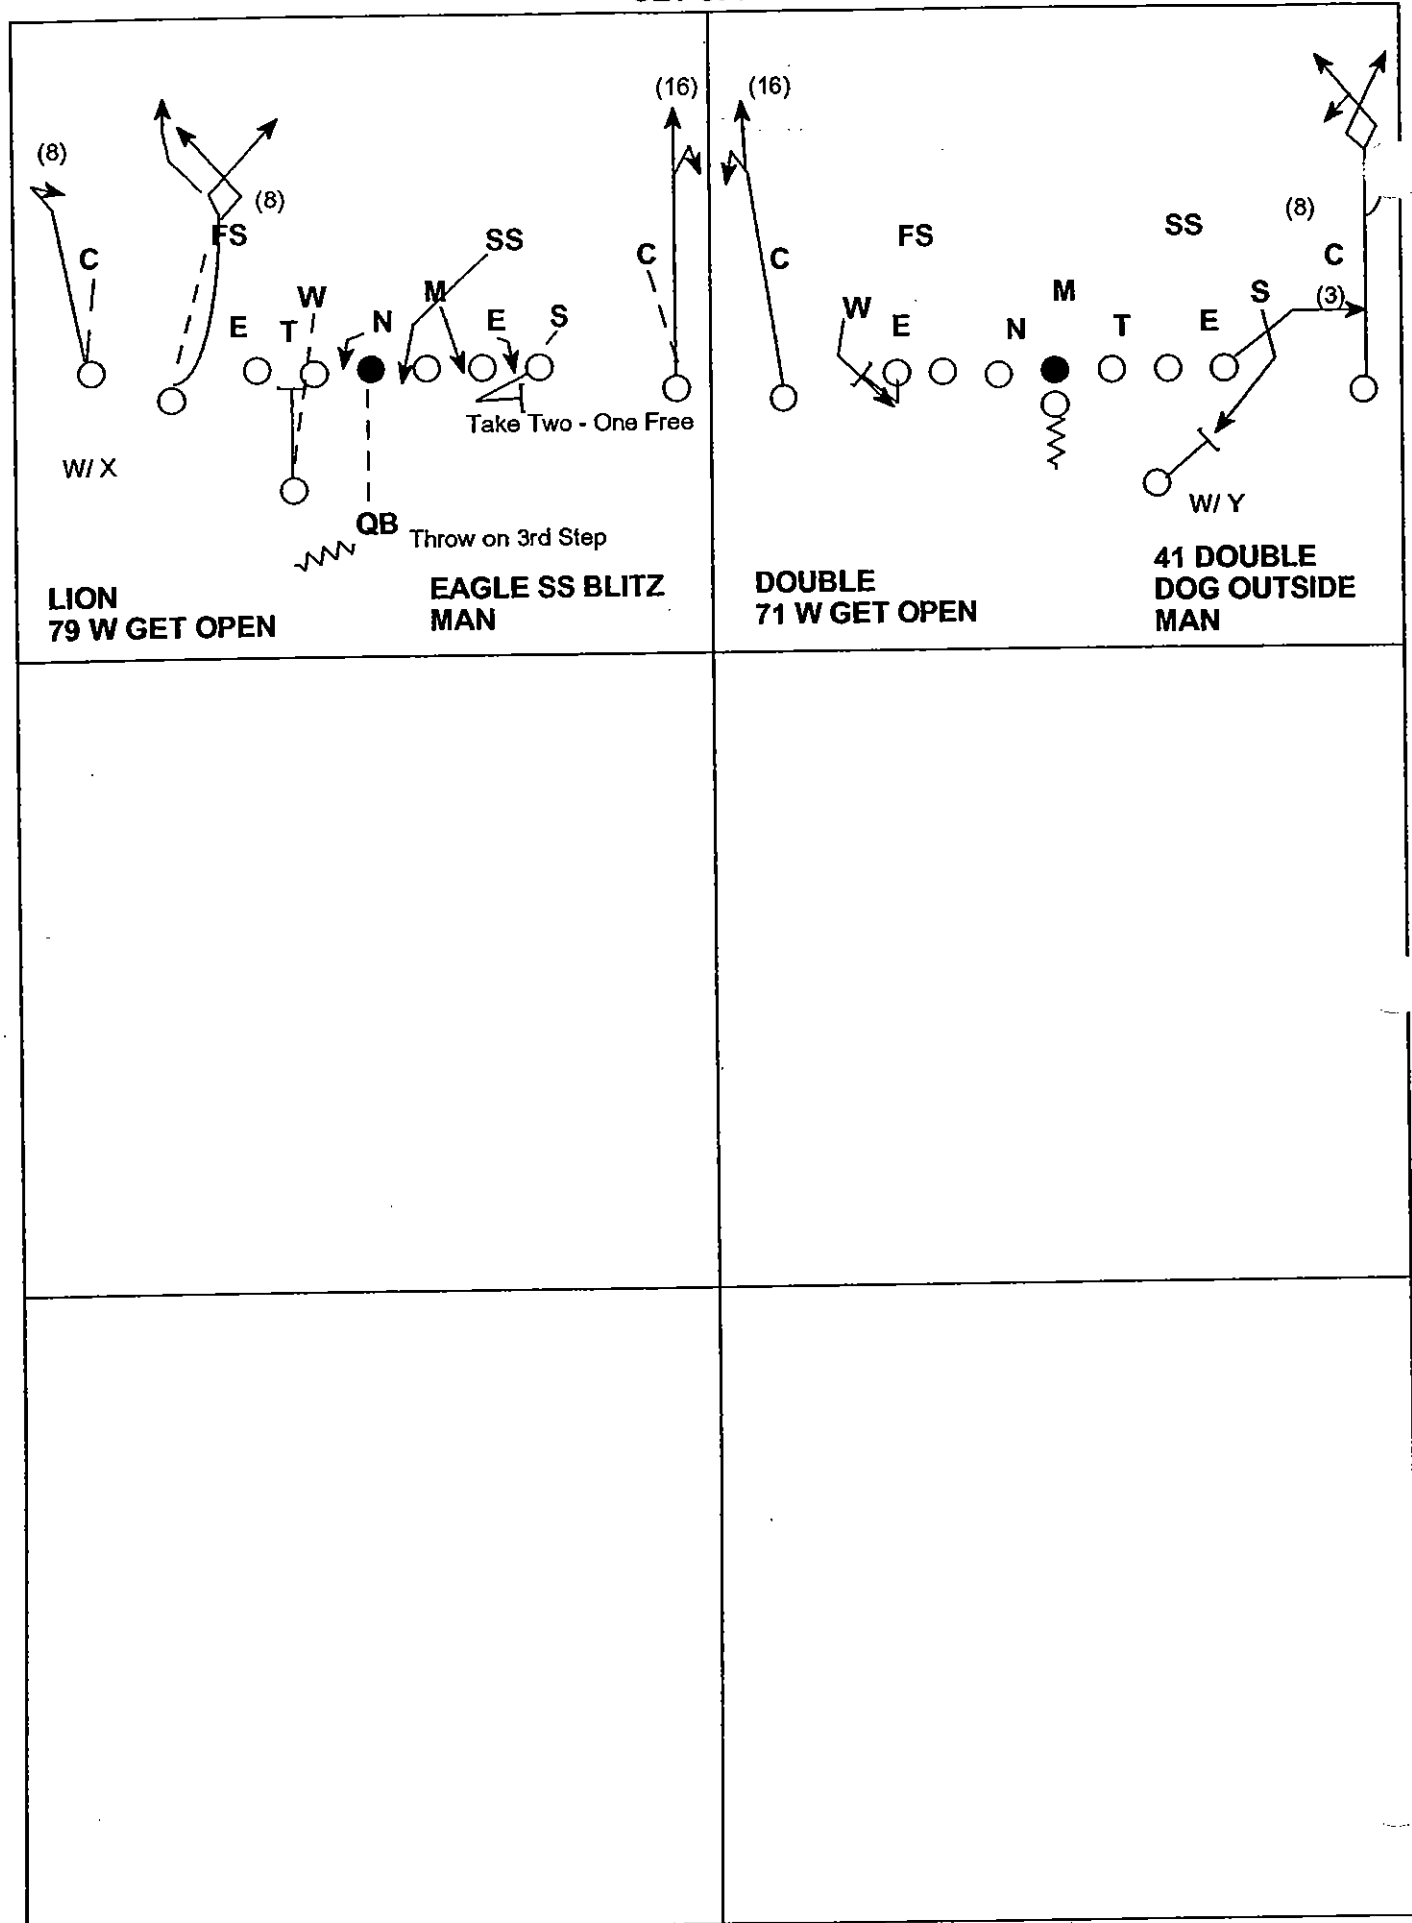 (8)
(8)
(16)
FS
SS
C
C
W
M
E
T
N
E
S
Take Two - One Free
W/ X
QB
Throw on 3rd Step
LION
79 W GET OPEN
EAGLE SS BLITZ
MAN
(16)
(8)
FS
SS
C
C
M
S
(3)
W
E
N
T
E
W/ Y
DOUBLE
71 W GET OPEN
41 DOUBLE
DOG OUTSIDE
MAN